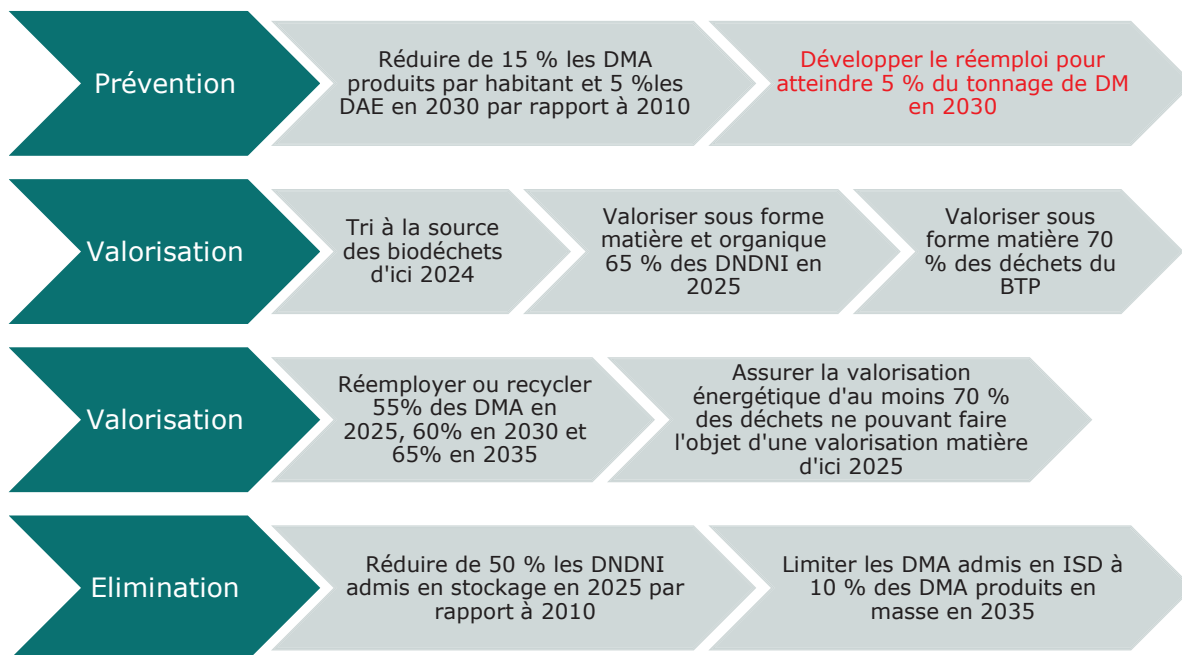 Prévention
Réduire de 15 % les DMA
produits par habitant et 5 %les
DAE en 2030 par rapport à 2010
Développer le réemploi pour
atteindre 5 % du tonnage de DM
en 2030
Valorisation
Tri à la source
des biodéchets
d'ici 2024
Valoriser sous forme
matière et organique
65 % des DNDNI en
2025
Valoriser sous
forme matière 70
% des déchets du
BTP
Valorisation
Réemployer ou recycler
55% des DMA en
2025, 60% en 2030 et
65% en 2035
Assurer la valorisation
énergétique d'au moins 70 %
des déchets ne pouvant faire
l'objet d'une valorisation matière
d'ici 2025
Elimination
Réduire de 50 % les DNDNI
admis en stockage en 2025 par
rapport à 2010
Limiter les DMA admis en ISD à
10 % des DMA produits en
masse en 2035